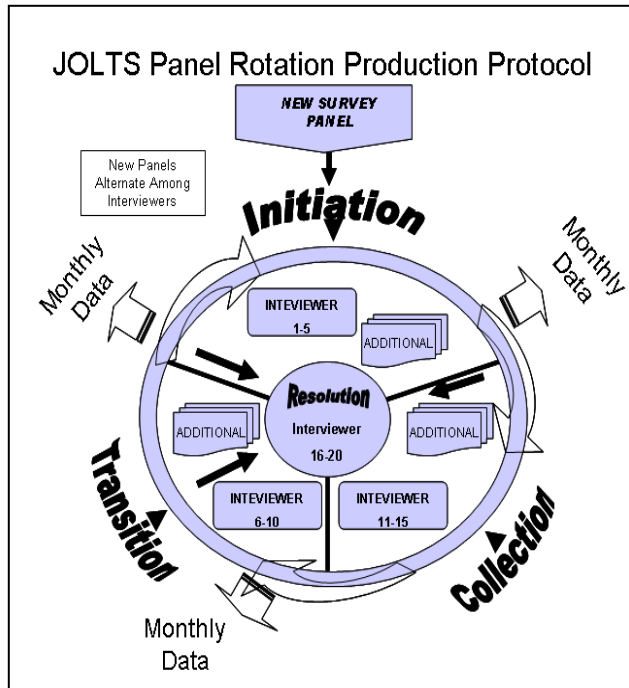 JOLTS Panel Rotation Production Protocol
NEW SURVEY
PANEL
New Panels
Alternate Among
Interviewers
Initiation
Monthly
Data
Monthly
Data
INTEVIEWER
1-5
ADDITIONAL
Resolution
Interviewer
16-20
ADDITIONAL
ADDITIONAL
INTEVIEWER
6-10
INTEVIEWER
11-15
Transition
Collection
Monthly
Data